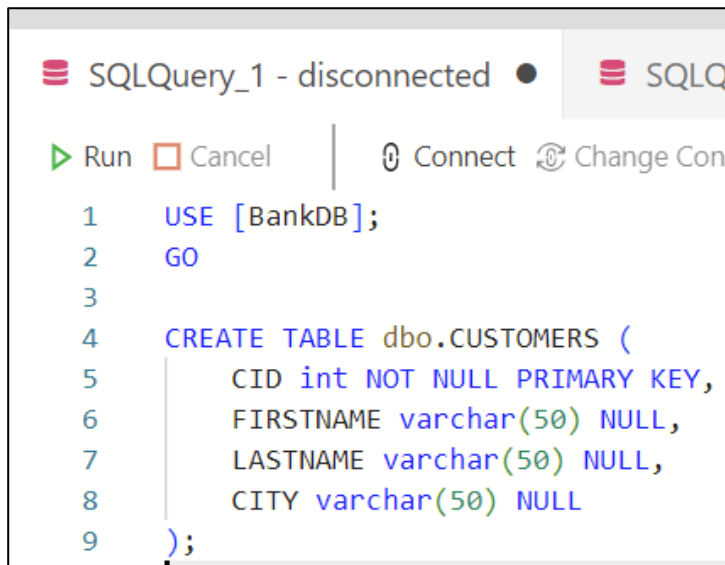 SQLQuery_1 - disconnected SQLQ
Run Cancel Connect Change Con
1 USE [BankDB];
2 GO
3
4 CREATE TABLE dbo.CUSTOMERS (
5 CID int NOT NULL PRIMARY KEY,
6 FIRSTNAME varchar(50) NULL,
7 LASTNAME varchar(50) NULL,
8 CITY varchar(50) NULL
9 );